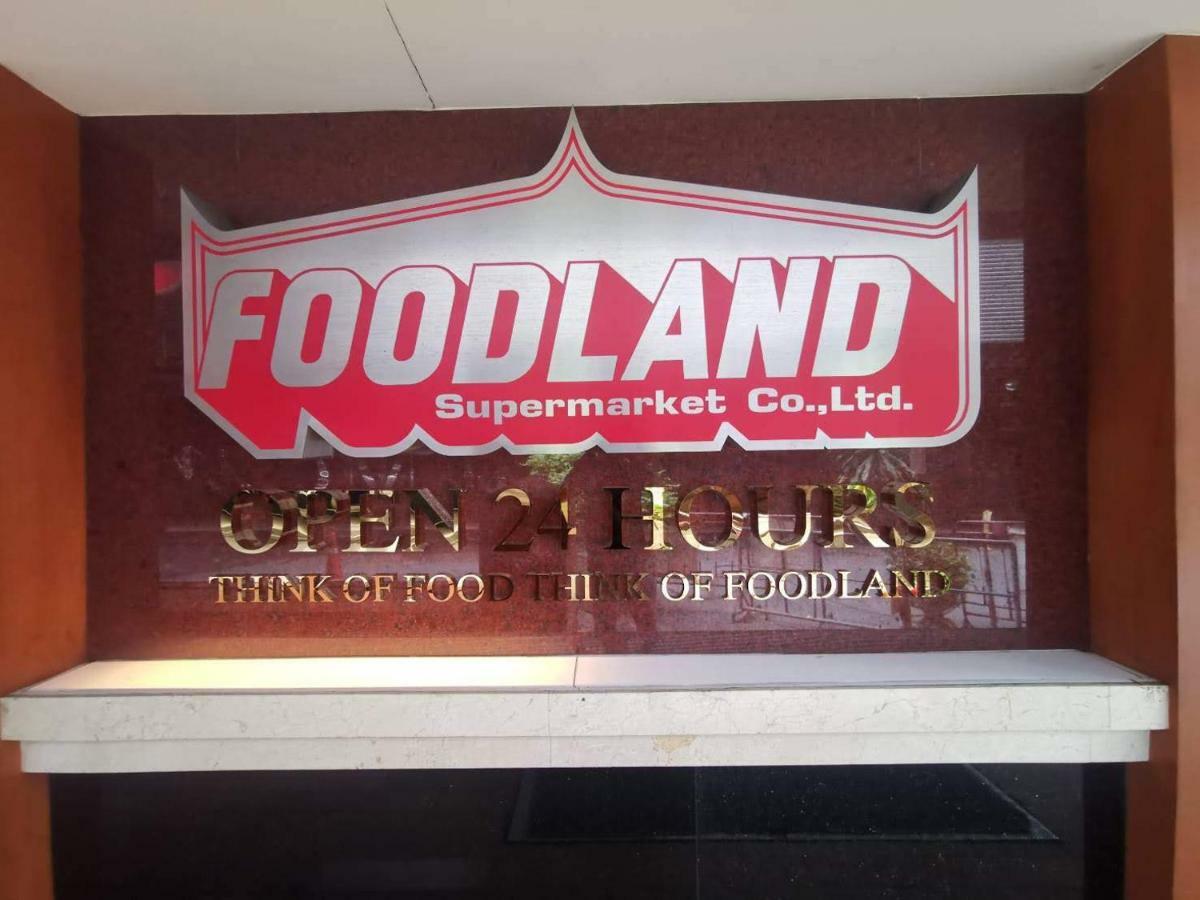 FOODLAND
Supermarket Co.,Ltd.
OPEN 24 HOURS
THINK OF FOOD THINK OF FOODLAND